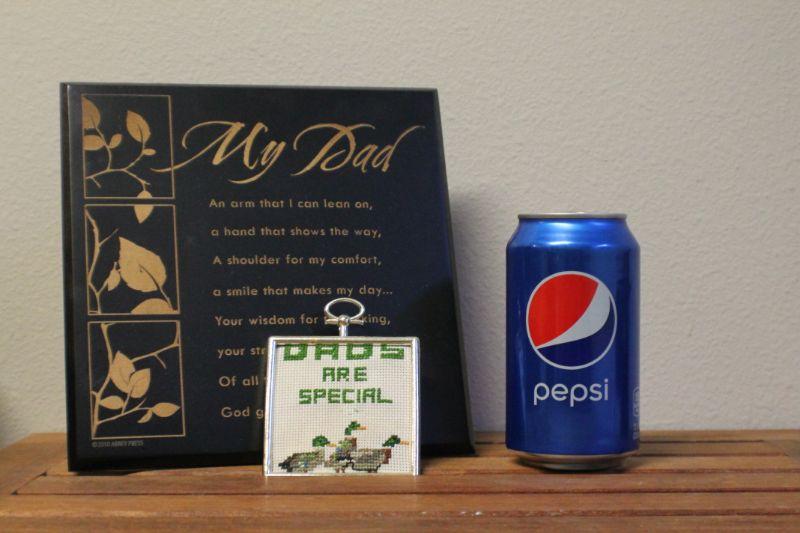 My Dad
An arm that I can lean on,
a hand that shows the way,
A shoulder for my comfort,
a smile that makes my day...
Your wisdom for
your
Of all
God
©2010 ABBEY PRESS
DADS
ARE
SPECIAL
pepsi